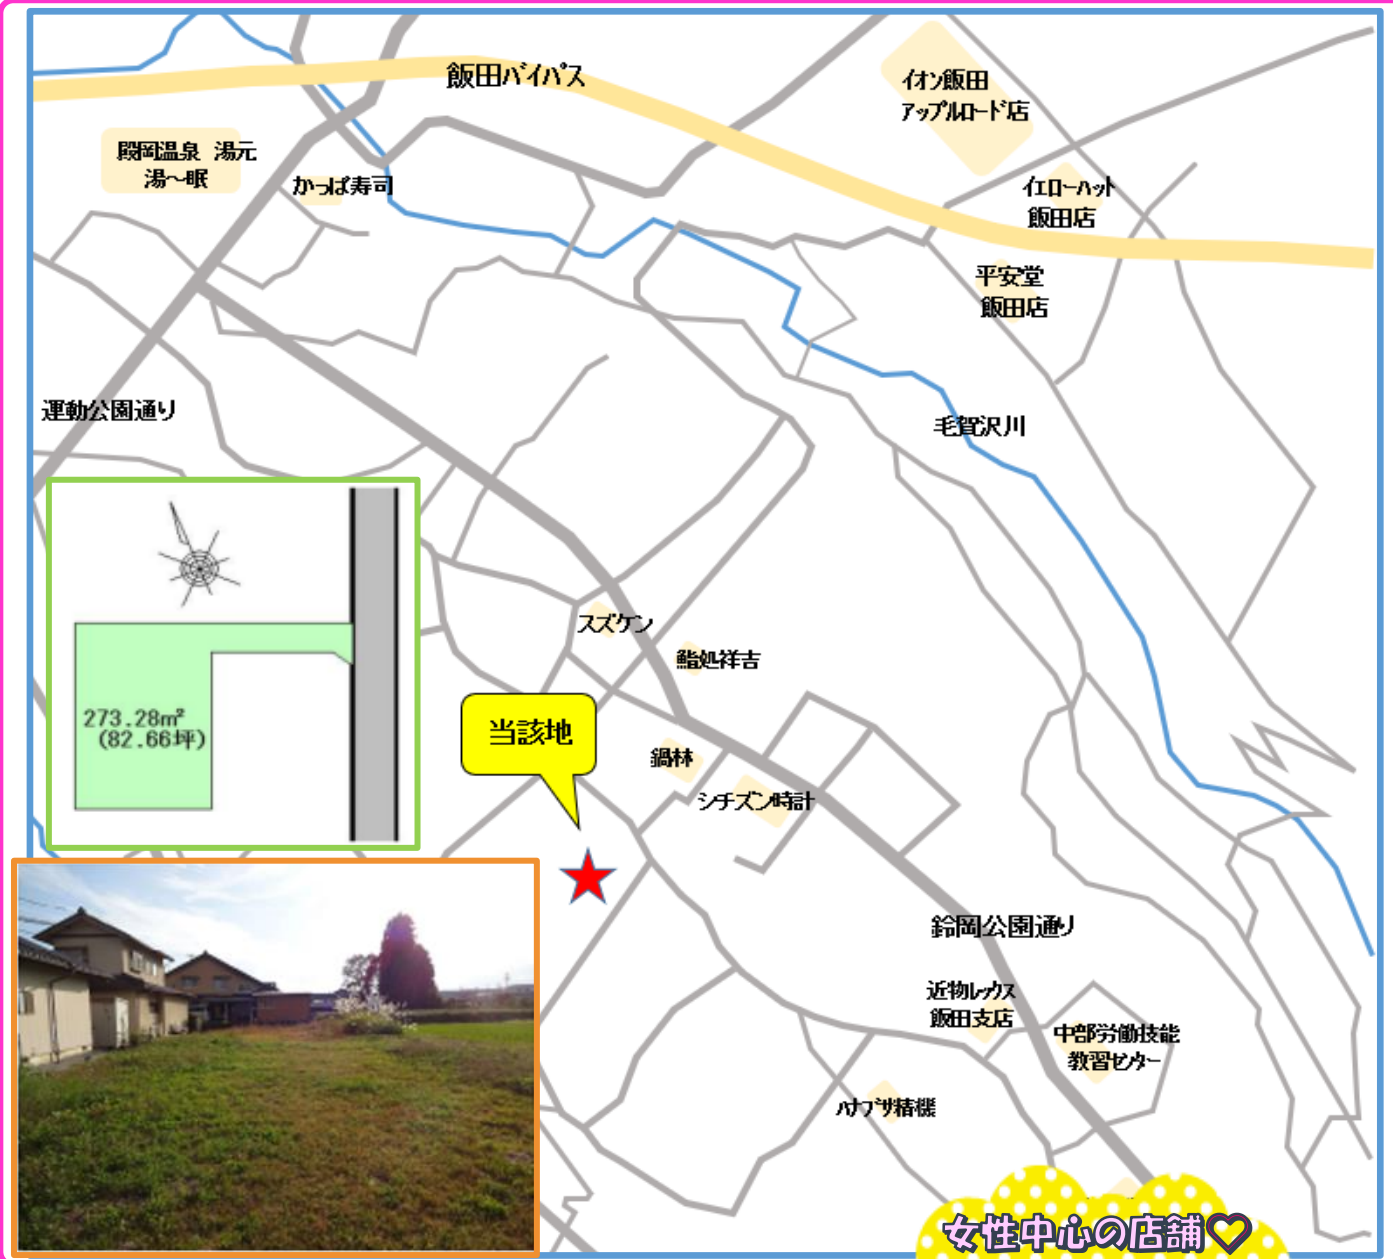 飯田バイパス
イオン飯田
アップルロード店
殿岡温泉 湯元
湯～眠
かっぱ寿司
イエローハット
飯田店
平安堂
飯田店
運動公園通り
毛賀沢川
スズケン
鮨処祥吉
273.28m²
(82.66坪)
当該地
鍋林
シチズン時計
鈴岡公園通り
近物レックス
飯田支店
中部労働技能
教習センター
ハナブサ精機
女性中心の店舗♥